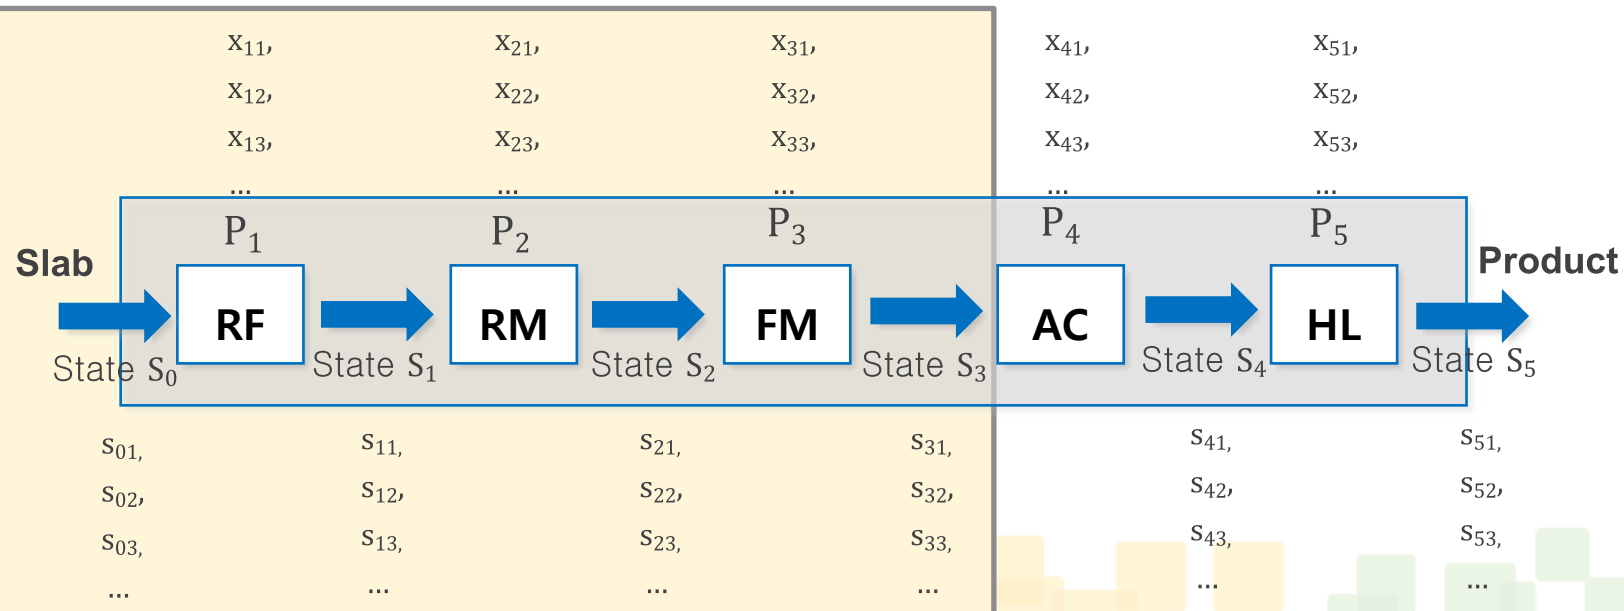 x11, x21, x31, x41, x51,
x12, x22, x32, x42, x52,
x13, x23, x33, x43, x53,
... ... ... ... ...
P1 P2 P3 P4 P5
Slab Product
RF RM FM AC HL
State S0 State S1 State S2 State S3 State S4 State S5
s01, s11, s21, s31, s41, s51,
s02, s12, s22, s32, s42, s52,
s03, s13, s23, s33, s43, s53,
... ... ... ... ... ...